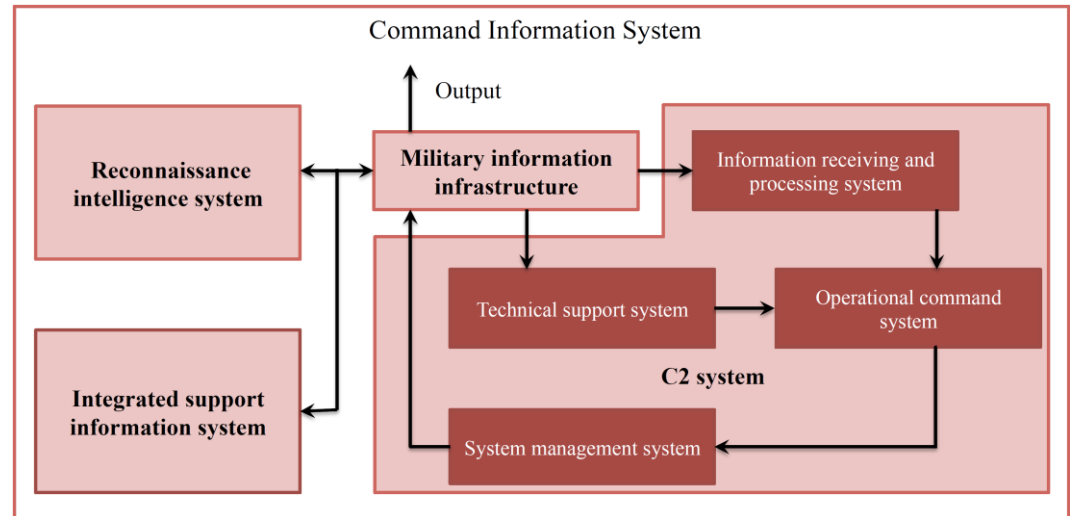 Command Information System
Output
Reconnaissance
intelligence system
Military information
infrastructure
Information receiving and
processing system
Technical support system
Operational command
system
C2 system
Integrated support
information system
System management system